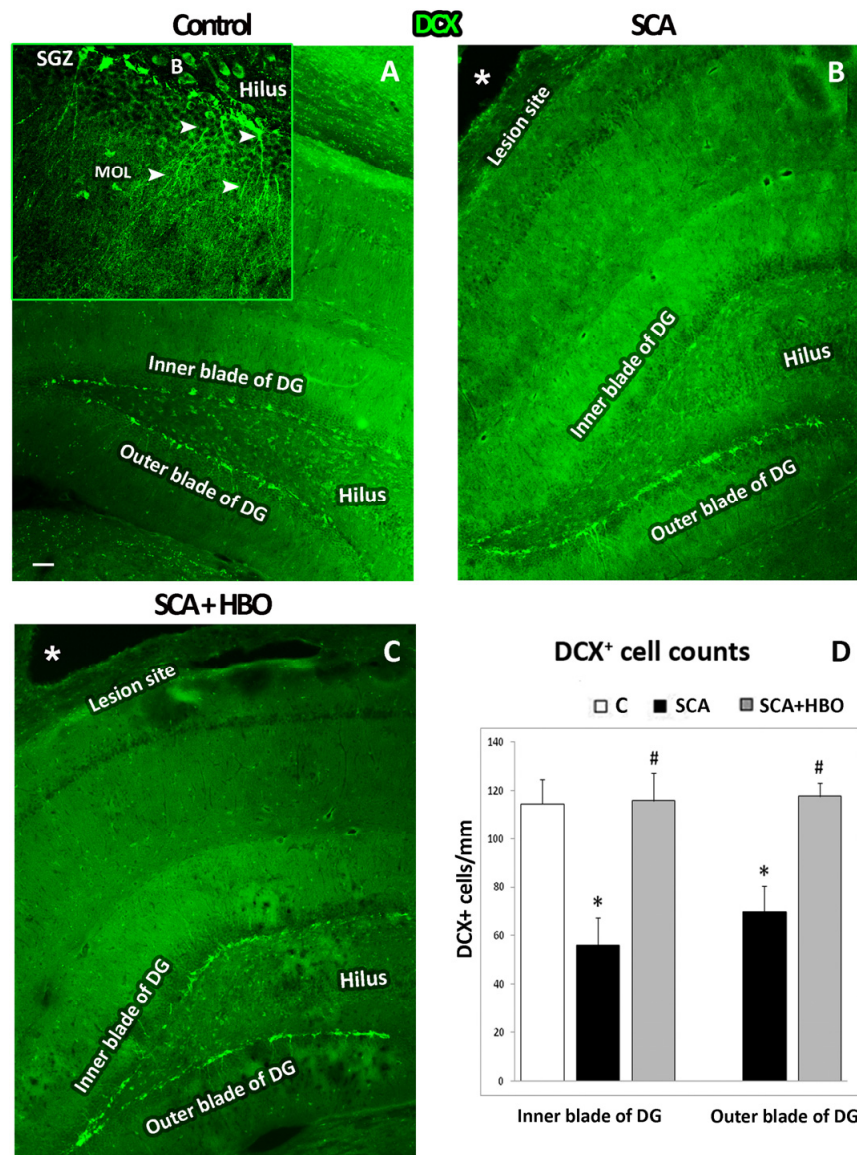 Control
DCX
SCA
SGZ
B
Hilus
MOL
A
Inner blade of DG
Outer blade of DG
Hilus
*
Lesion site
B
Inner blade of DG
Hilus
Outer blade of DG
SCA + HBO
*
C
Lesion site
Inner blade of DG
Hilus
Outer blade of DG
DCX⁺ cell counts
D
C SCA SCA+HBO
DCX+ cells/mm
140
120
100
80
60
40
20
0
*
#
*
#
Inner blade of DG
Outer blade of DG